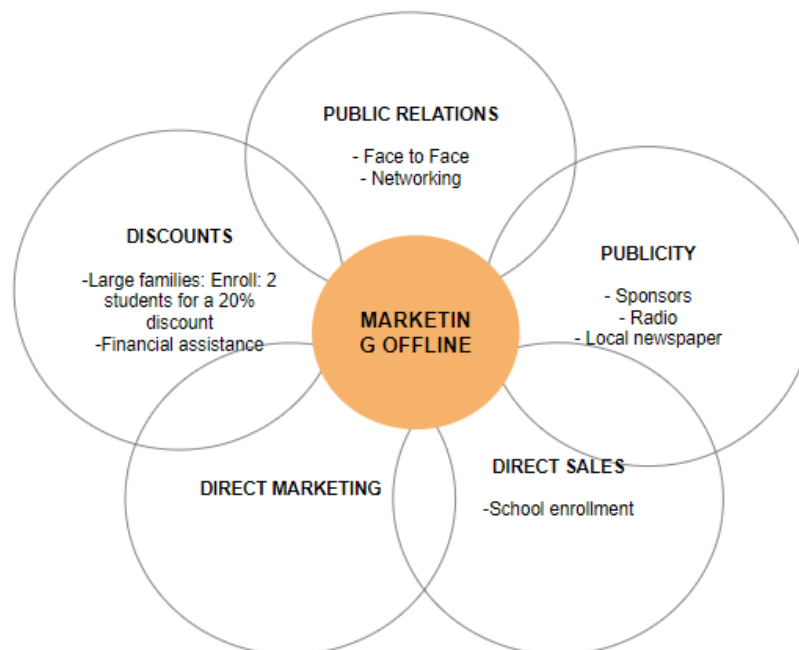 PUBLIC RELATIONS
- Face to Face
- Networking
DISCOUNTS
-Large families: Enroll: 2
students for a 20%
discount
-Financial assistance
PUBLICITY
- Sponsors
- Radio
- Local newspaper
MARKETIN
G OFFLINE
DIRECT MARKETING
DIRECT SALES
-School enrollment